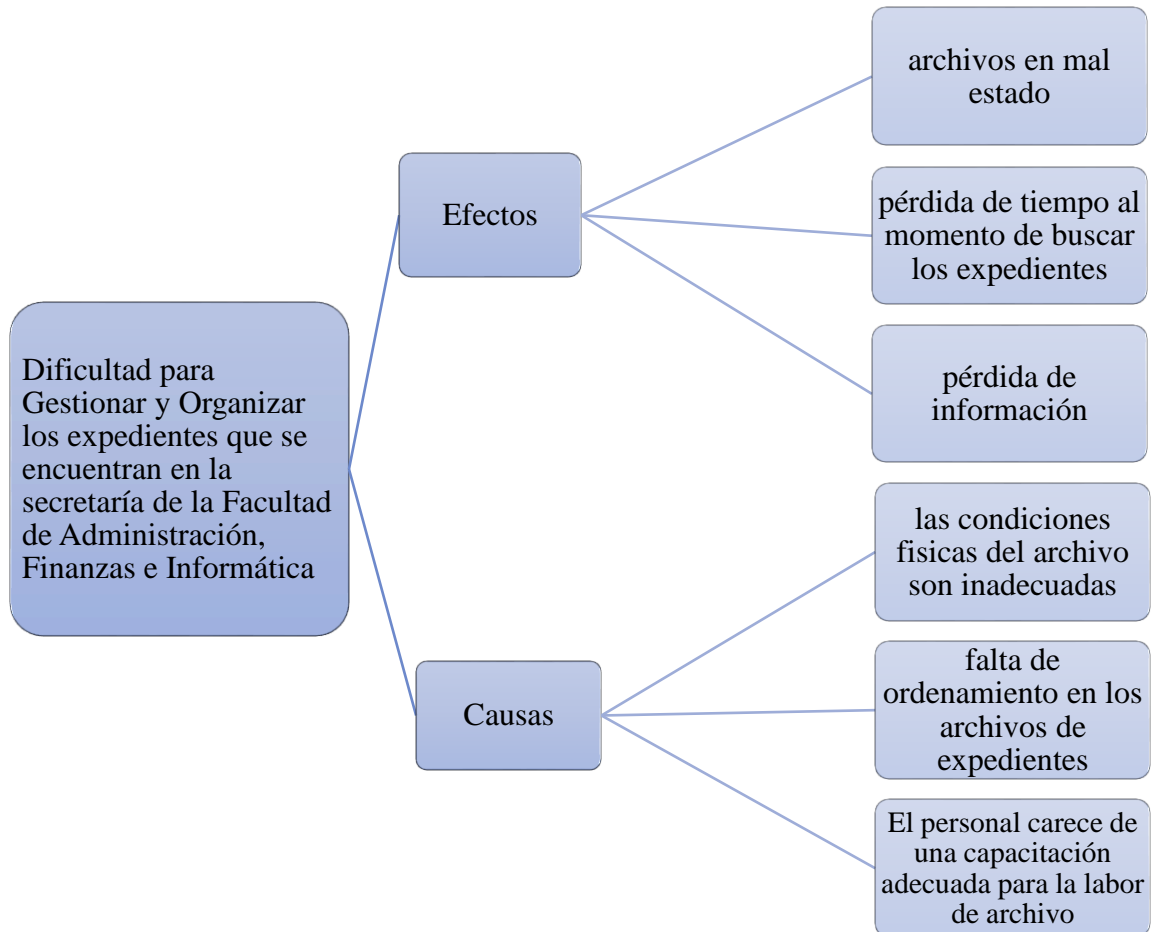 Dificultad para
Gestionar y Organizar
los expedientes que se
encuentran en la
secretaría de la Facultad
de Administración,
Finanzas e Informática
Efectos
archivos en mal
estado
pérdida de tiempo al
momento de buscar
los expedientes
pérdida de
información
Causas
las condiciones
fisicas del archivo
son inadecuadas
falta de
ordenamiento en los
archivos de
expedientes
El personal carece de
una capacitación
adecuada para la labor
de archivo